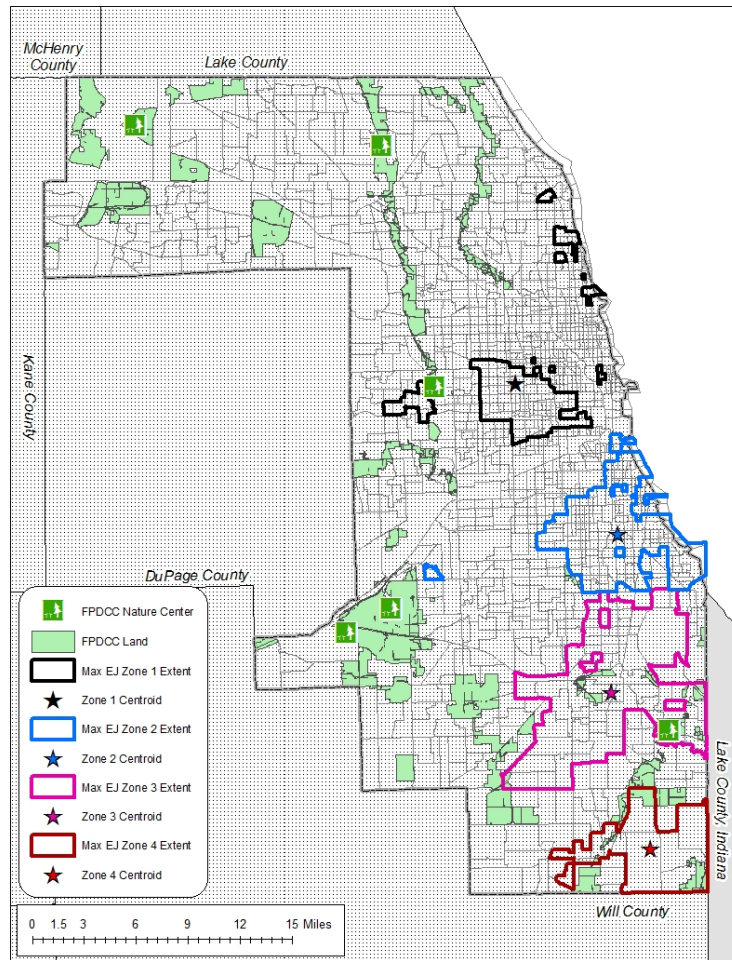 McHenry
County
Lake County
Kane County
DuPage County
FPDCC Nature Center
FPDCC Land
Max EJ Zone 1 Extent
Zone 1 Centroid
Max EJ Zone 2 Extent
Zone 2 Centroid
Max EJ Zone 3 Extent
Zone 3 Centroid
Max EJ Zone 4 Extent
Zone 4 Centroid
Lake County, Indiana
Will County
0 1.5 3 6 9 12 15 Miles